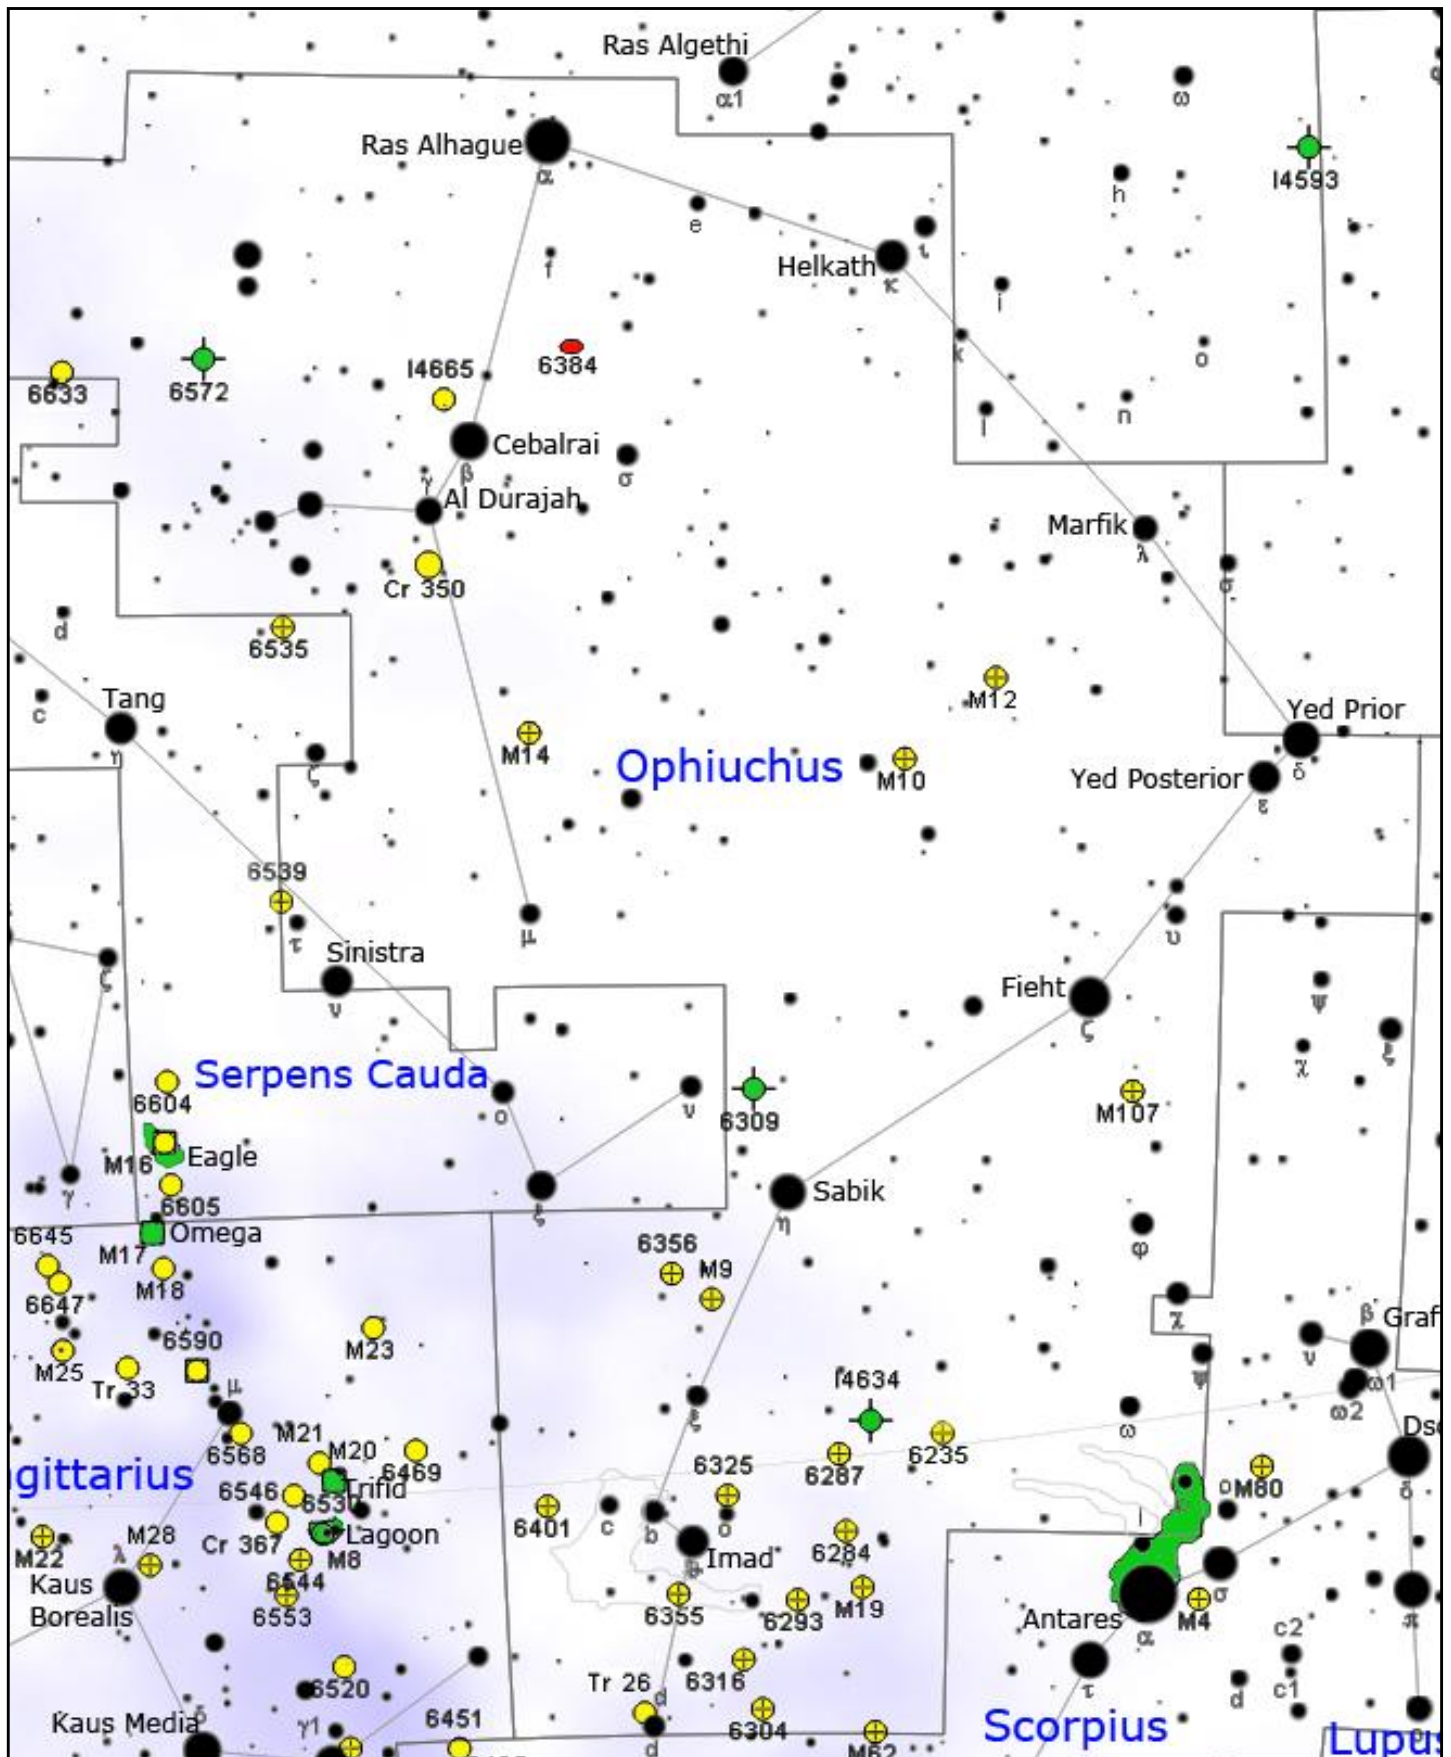 Ras Algethi
α1
ω
Ras Alhague
α
I4593
h
e
ι
f
Helkath
κ
i
6384
κ
o
I4665
6633
6572
l
n
Cebalrai
β
σ
γ
Al Durajah
Marfik
λ
σ
Cr 350
d
6535
Tang
c
M12
Yed Prior
η
M14
Ophiuchus
M10
Yed Posterior
δ
ζ
ε
6539
τ
μ
υ
Sinistra
ν
Fieht
ζ
ζ
ψ
χ
ξ
Serpens Cauda
6604
ο
ν
6309
M107
M16
Eagle
γ
6605
ξ
Sabik
η
6645
Omega
M17
φ
6356
M9
M18
6647
χ
β
Graf
6590
M23
ν
M25
Tr 33
ψ
ω1
ω2
μ
I4634
ξ
ω
Dsc
M21
M20
6568
6469
6287
6235
gittarius
Trifid
6325
6546
6530
o
M80
δ
6401
c
b
o
Cr 367
Lagoon
M22
M28
M8
Imad
6284
λ
6544
Kaus
Borealis
6553
6355
6293
M19
Antares
α
M4
σ
π
c2
6520
Tr 26
d
6316
τ
d
c1
δ
Kaus Media
γ1
6451
6304
Scorpius
Lupus
d
M62